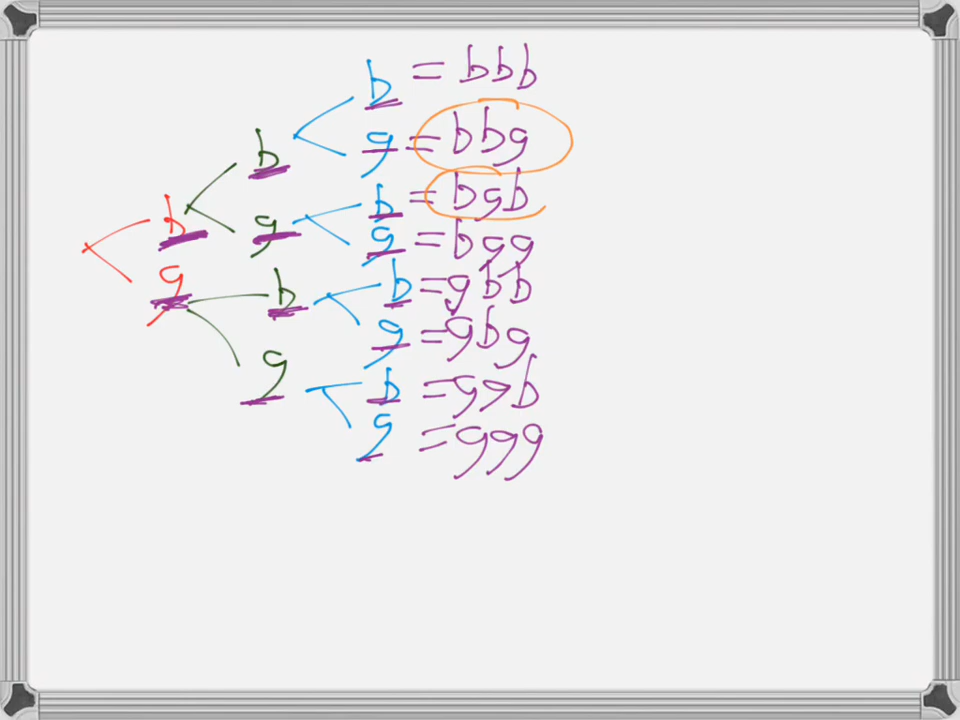 b = bbb
b g = bbg
b g b = bgb
g = bgg
g b b = gbb
g = gbg
g b = ggb
g = ggg